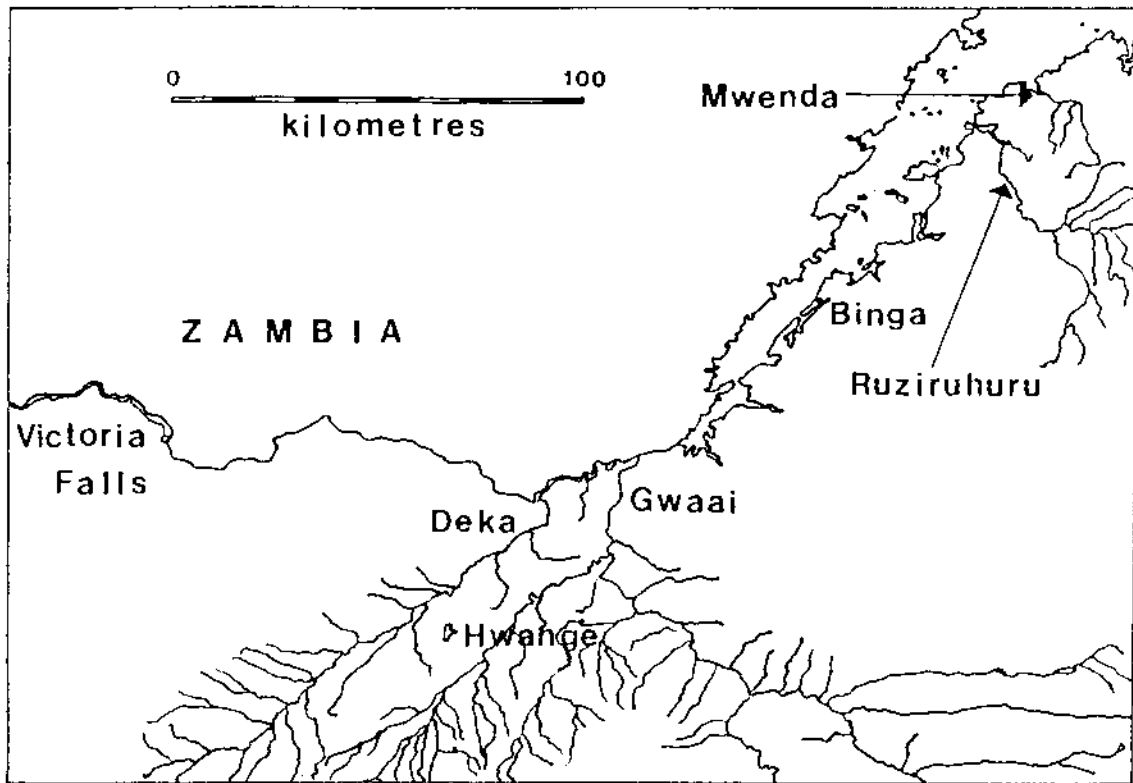 0 100
kilometres
Mwenda
ZAMBIA
Binga
Ruziruhuru
Victoria
Falls
Gwaai
Deka
Hwange